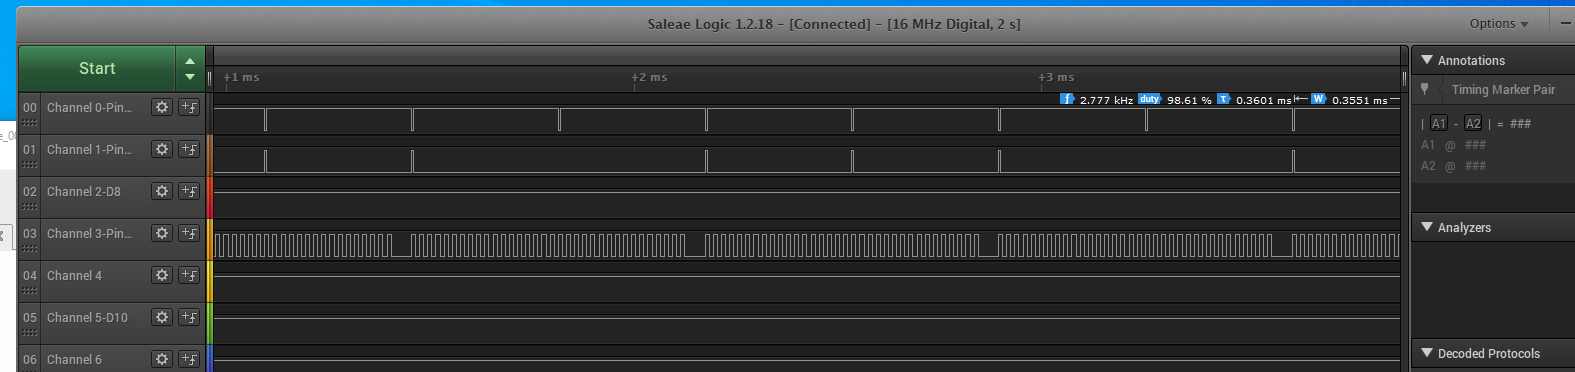 Saleae Logic 1.2.18 - [Connected] - [16 MHz Digital, 2 s]
Options
Start
+1 ms
+2 ms
+3 ms
Annotations
Timing Marker Pair
| A1 - A2 | = ###
A1 @ ###
A2 @ ###
Analyzers
Decoded Protocols
f 2.777 kHz duty 98.61 % T 0.3601 ms W 0.3551 ms
00 Channel 0-Pin...
01 Channel 1-Pin...
02 Channel 2-D8
03 Channel 3-Pin...
04 Channel 4
05 Channel 5-D10
06 Channel 6